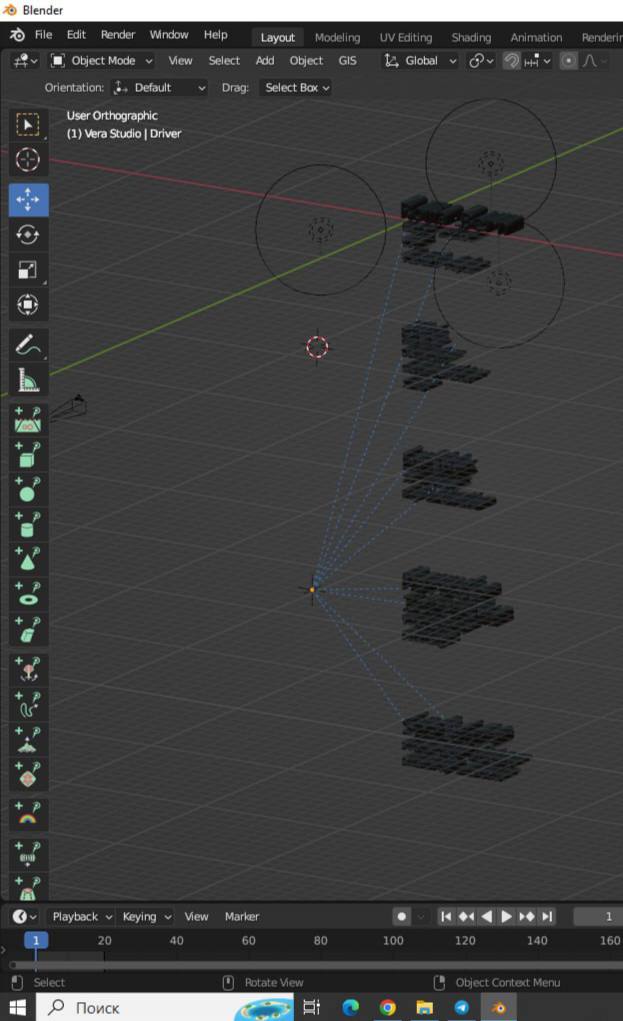 Blender
File Edit Render Window Help Layout Modeling UV Editing Shading Animation Renderin
Object Mode View Select Add Object GIS Global
Orientation: Default Drag: Select Box
User Orthographic
(1) Vera Studio | Driver
Playback Keying View Marker 1
1 20 40 60 80 100 120 140 160
Select Rotate View Object Context Menu
Поиск